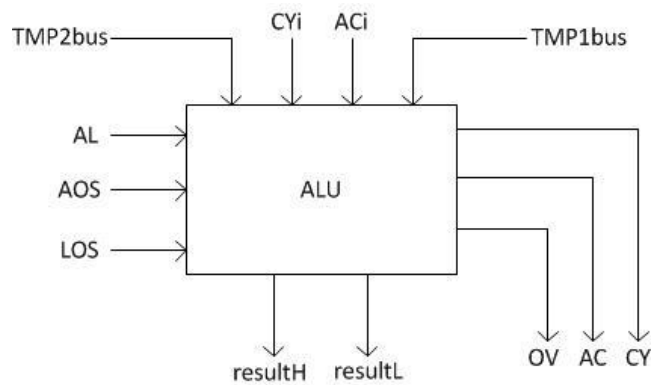 CYi ACi
TMP2bus TMP1bus
AL
AOS ALU
LOS
resultH resultL OV AC CY